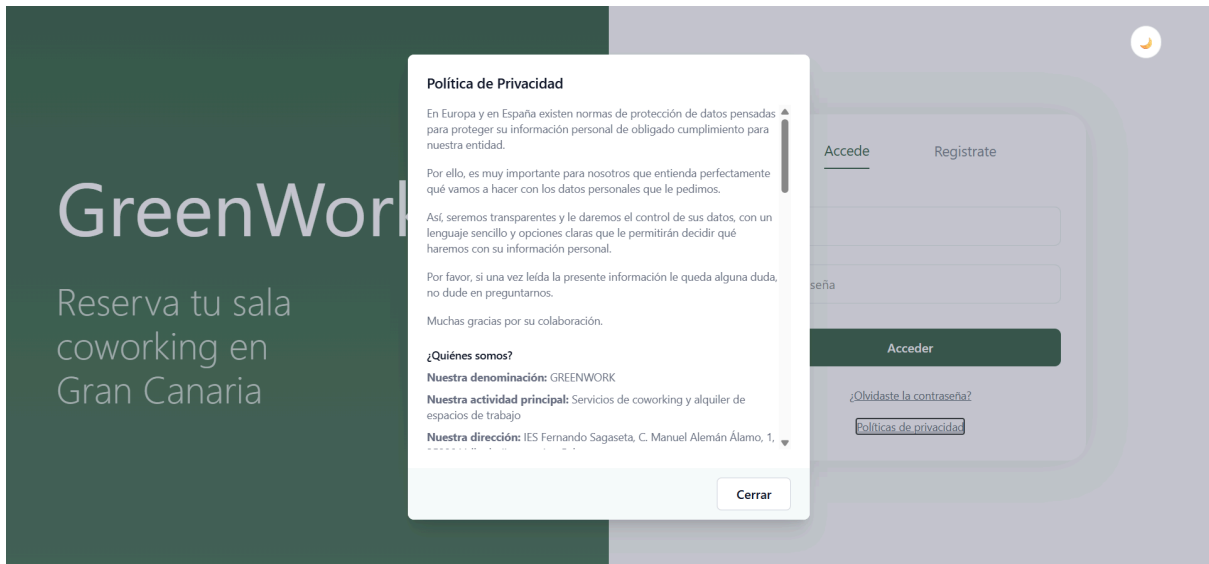 GreenWork
Reserva tu sala
coworking en
Gran Canaria
Política de Privacidad
En Europa y en España existen normas de protección de datos pensadas
para proteger su información personal de obligado cumplimiento para
nuestra entidad.
Por ello, es muy importante para nosotros que entienda perfectamente
qué vamos a hacer con los datos personales que le pedimos.
Así, seremos transparentes y le daremos el control de sus datos, con un
lenguaje sencillo y opciones claras que le permitirán decidir qué
haremos con su información personal.
Por favor, si una vez leída la presente información le queda alguna duda,
no dude en preguntarnos.
Muchas gracias por su colaboración.
¿Quiénes somos?
Nuestra denominación: GREENWORK
Nuestra actividad principal: Servicios de coworking y alquiler de
espacios de trabajo
Nuestra dirección: IES Fernando Sagaseta, C. Manuel Alemán Álamo, 1,
Cerrar
Accede
Registrate
seña
Acceder
¿Olvidaste la contraseña?
Políticas de privacidad